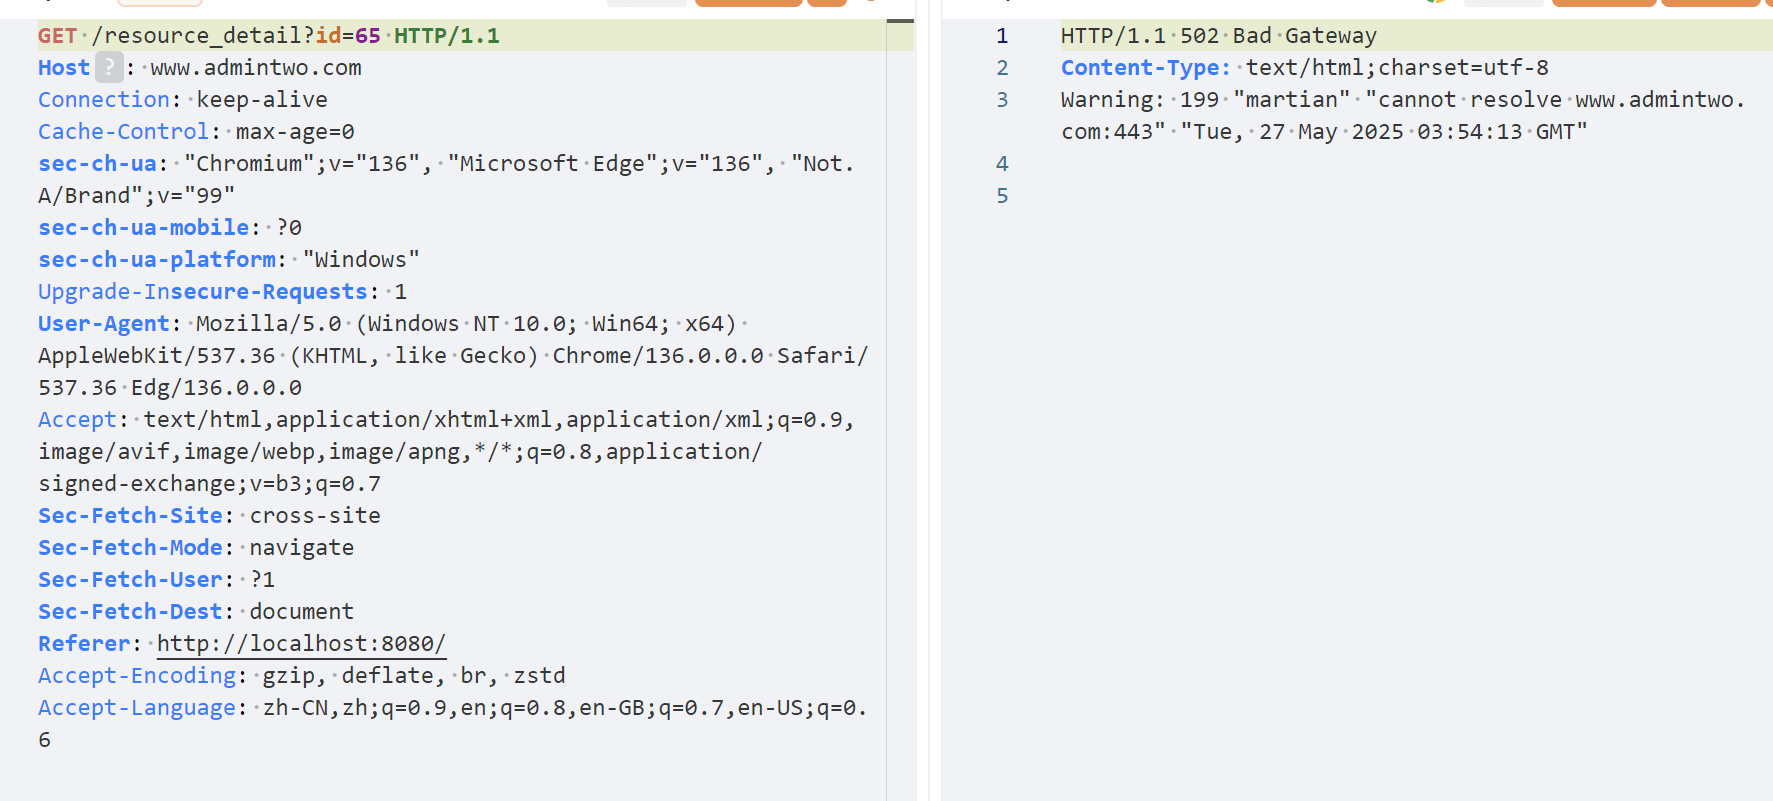 GET /resource_detail?id=65 HTTP/1.1
Host ? : www.admintwo.com
Connection: keep-alive
Cache-Control: max-age=0
sec-ch-ua: "Chromium";v="136", "Microsoft Edge";v="136", "Not.
A/Brand";v="99"
sec-ch-ua-mobile: ?0
sec-ch-ua-platform: "Windows"
Upgrade-Insecure-Requests: 1
User-Agent: Mozilla/5.0 (Windows NT 10.0; Win64; x64)
AppleWebKit/537.36 (KHTML, like Gecko) Chrome/136.0.0.0 Safari/
537.36 Edg/136.0.0.0
Accept: text/html,application/xhtml+xml,application/xml;q=0.9,
image/avif,image/webp,image/apng,*/*;q=0.8,application/
signed-exchange;v=b3;q=0.7
Sec-Fetch-Site: cross-site
Sec-Fetch-Mode: navigate
Sec-Fetch-User: ?1
Sec-Fetch-Dest: document
Referer: http://localhost:8080/
Accept-Encoding: gzip, deflate, br, zstd
Accept-Language: zh-CN,zh;q=0.9,en;q=0.8,en-GB;q=0.7,en-US;q=0.
6
1 HTTP/1.1 502 Bad Gateway
2 Content-Type: text/html;charset=utf-8
3 Warning: 199 "martian" "cannot resolve www.admintwo.
com:443" "Tue, 27 May 2025 03:54:13 GMT"
4
5